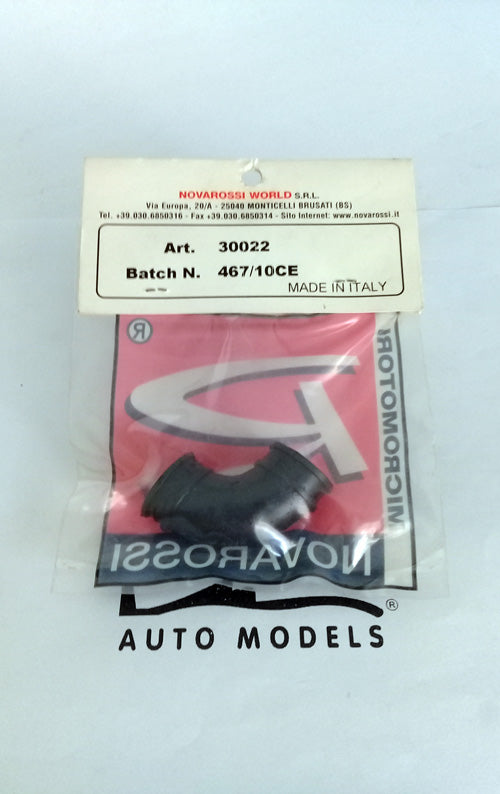 NOVAROSSI WORLD S.R.L.
Via Europa, 20/A - 25040 MONTICELLI BRUSATI (BS)
Tel. +39.030.6850316 - Fax +39.030.6850314 - Sito Internet: www.novarossi.it
Art. 30022
Batch N. 467/10CE
MADE IN ITALY
®
MICROMOTORI
NOVAROSSI
®
AUTO MODELS